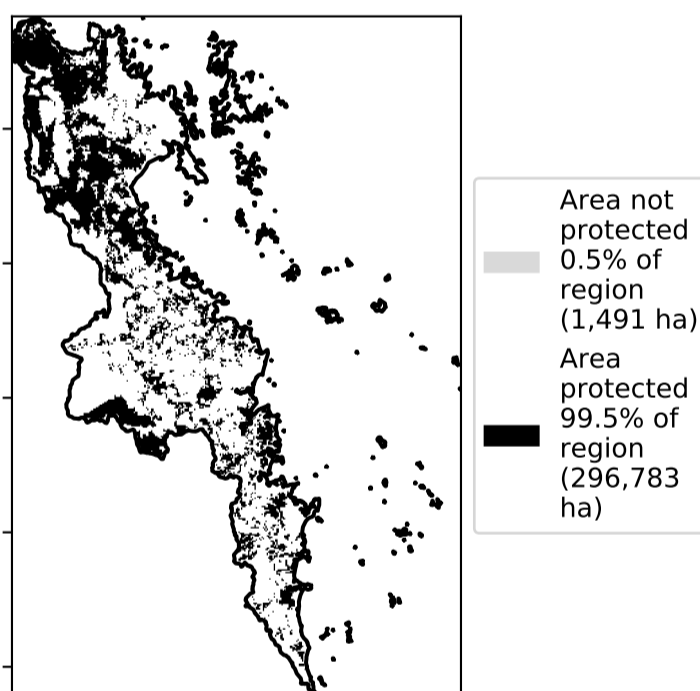 Area not
protected
0.5% of
region
(1,491 ha)
Area
protected
99.5% of
region
(296,783
ha)